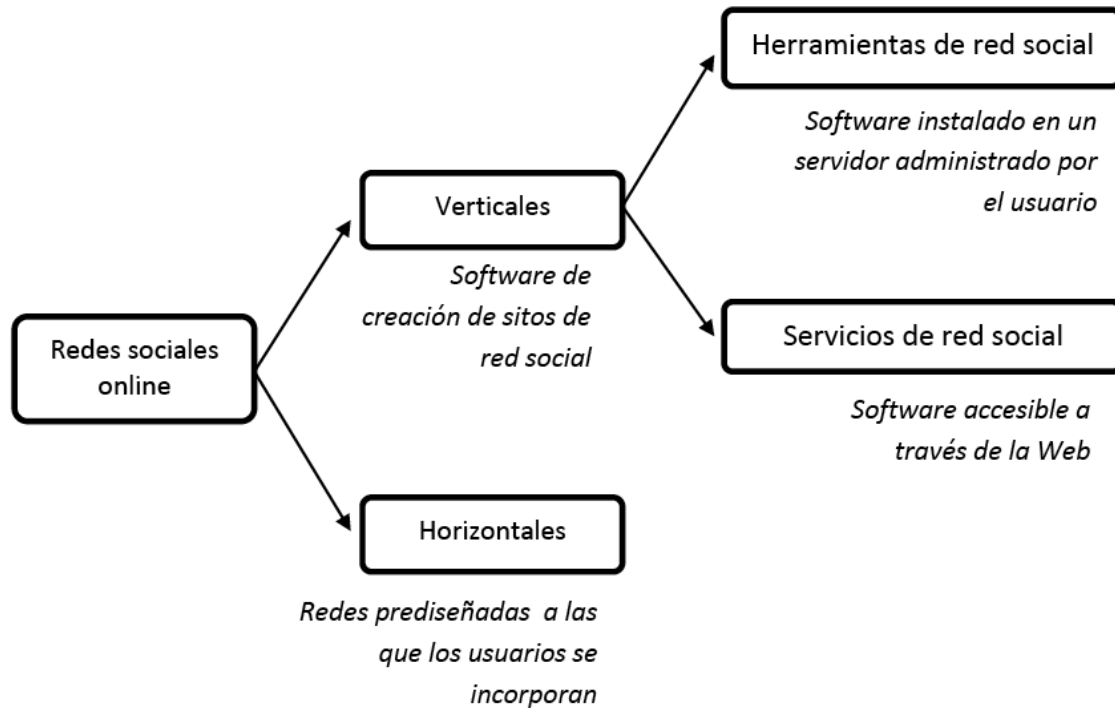 Herramientas de red social
Software instalado en un
servidor administrado por
el usuario
Verticales
Software de
creación de sitos de
red social
Redes sociales
online
Servicios de red social
Software accesible a
través de la Web
Horizontales
Redes prediseñadas a las
que los usuarios se
incorporan